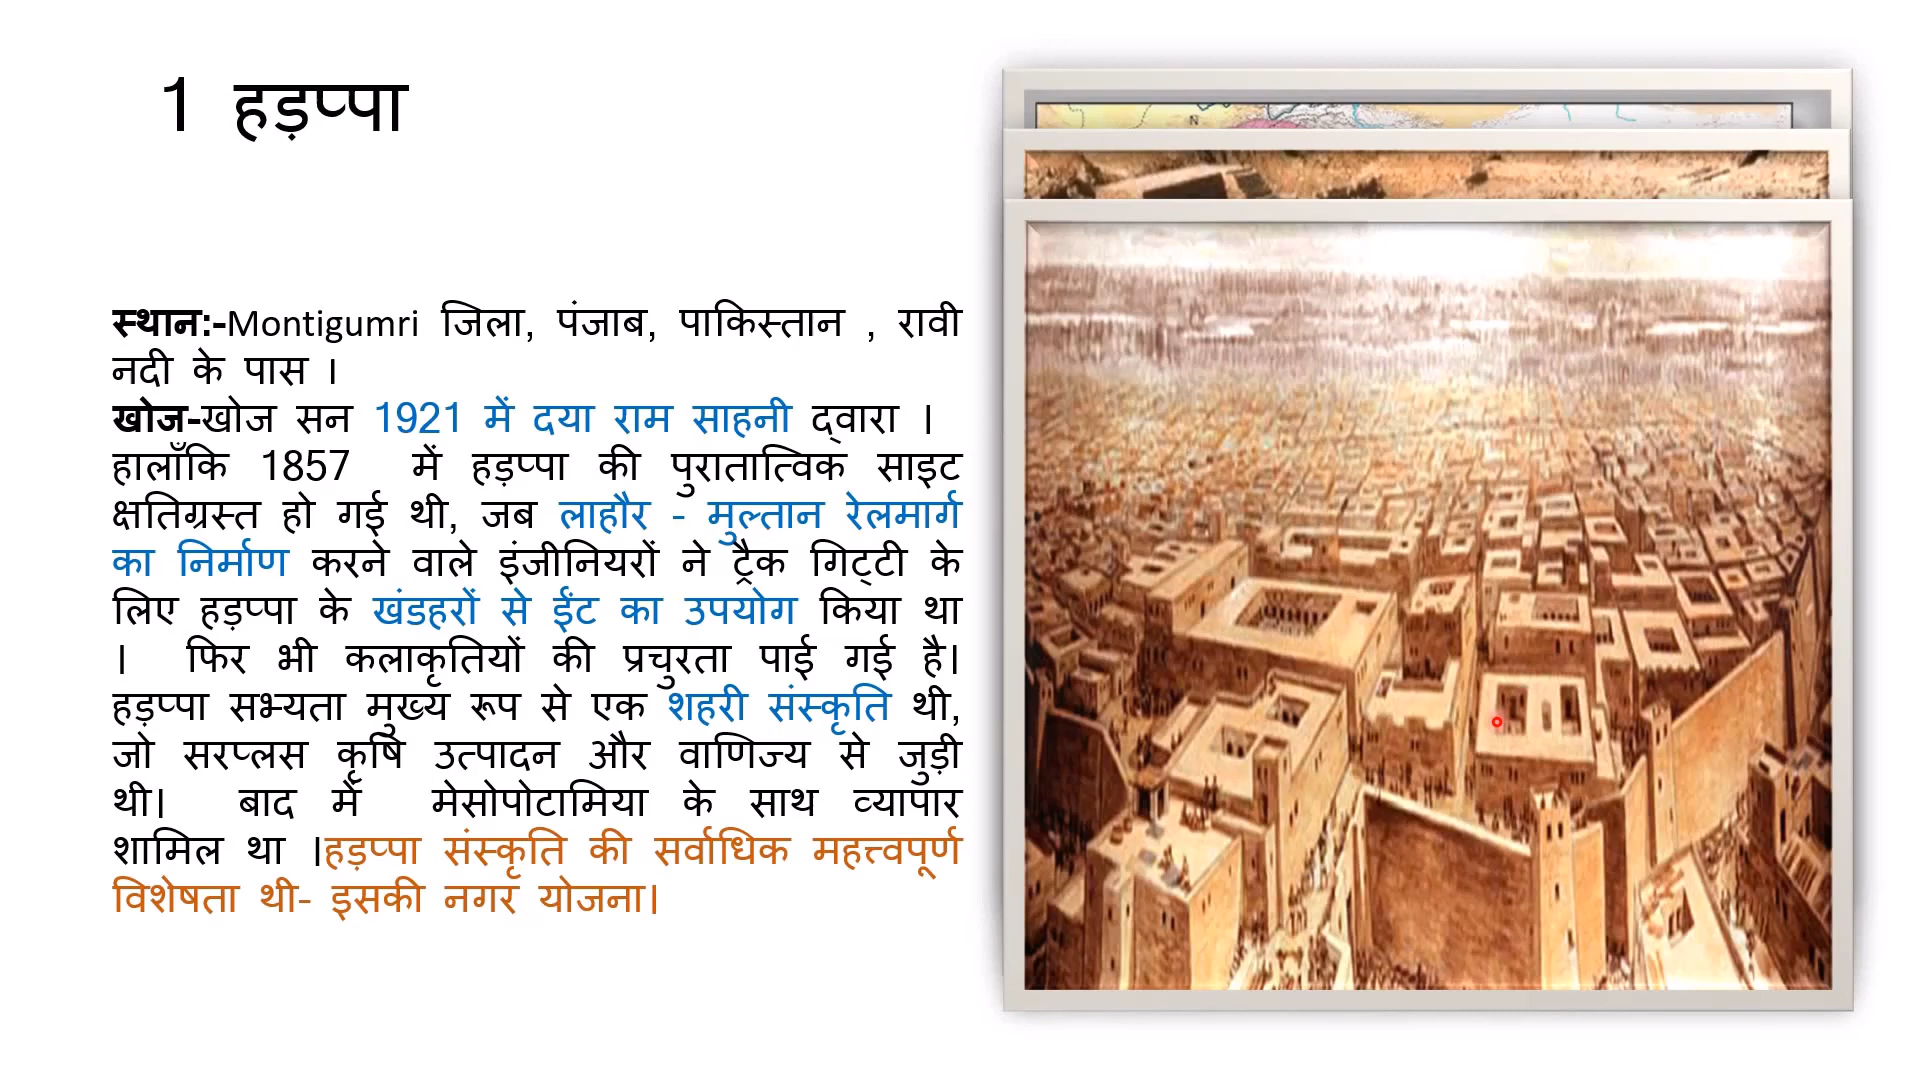 1 हड़प्पा
N
स्थान:-Montigumri जिला, पंजाब, पाकिस्तान , रावी
नदी के पास ।
खोज-खोज सन 1921 में दया राम साहनी द्वारा ।
हालाँकि 1857 में हड़प्पा की पुरातात्विक साइट
क्षतिग्रस्त हो गई थी, जब लाहौर - मुल्तान रेलमार्ग
का निर्माण करने वाले इंजीनियरों ने ट्रैक गिट्टी के
लिए हड़प्पा के खंडहरों से ईंट का उपयोग किया था
। फिर भी कलाकृतियों की प्रचुरता पाई गई है।
हड़प्पा सभ्यता मुख्य रूप से एक शहरी संस्कृति थी,
जो सरप्लस कृषि उत्पादन और वाणिज्य से जुड़ी
थी। बाद में मेसोपोटामिया के साथ व्यापार
शामिल था ।हड़प्पा संस्कृति की सर्वाधिक महत्त्वपूर्ण
विशेषता थी- इसकी नगर योजना।